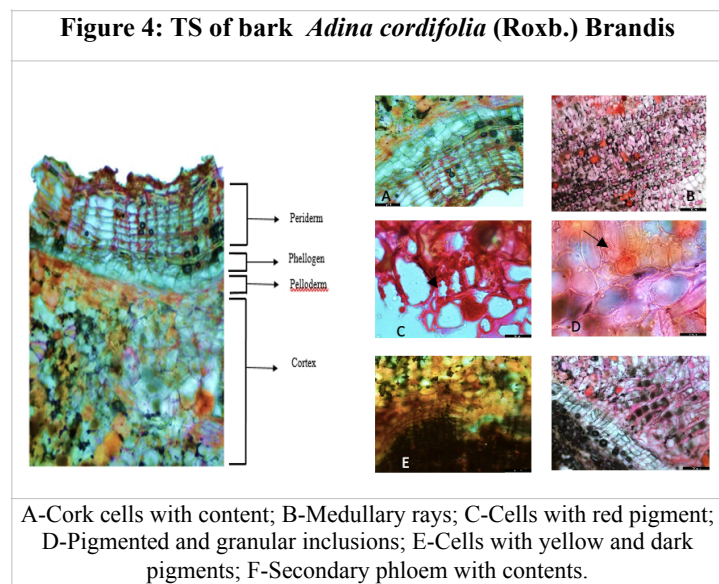 Figure 4: TS of bark Adina cordifolia (Roxb.) Brandis
Periderm
Phellogen
Pelloderm
Cortex
A
B
C
D
E
A-Cork cells with content; B-Medullary rays; C-Cells with red pigment;
D-Pigmented and granular inclusions; E-Cells with yellow and dark
pigments; F-Secondary phloem with contents.